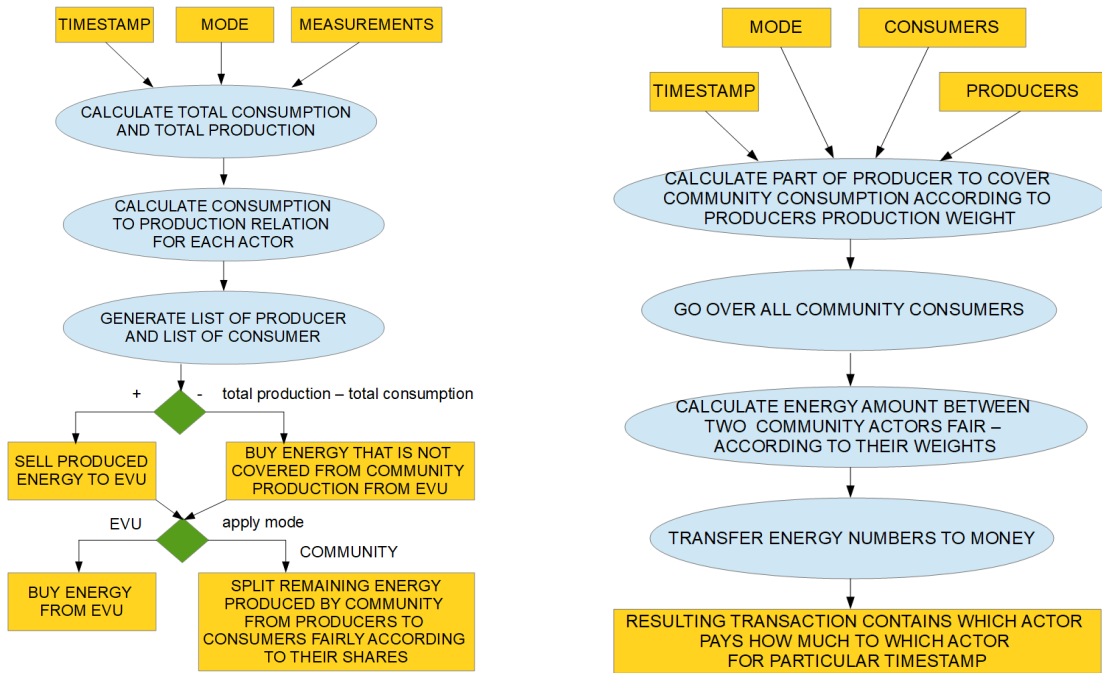 TIMESTAMP
MODE
MEASUREMENTS
CALCULATE TOTAL CONSUMPTION
AND TOTAL PRODUCTION
CALCULATE CONSUMPTION
TO PRODUCTION RELATION
FOR EACH ACTOR
GENERATE LIST OF PRODUCER
AND LIST OF CONSUMER
+
- total production – total consumption
SELL PRODUCED
ENERGY TO EVU
BUY ENERGY THAT IS NOT
COVERED FROM COMMUNITY
PRODUCTION FROM EVU
EVU
apply mode
COMMUNITY
BUY ENERGY
FROM EVU
SPLIT REMAINING ENERGY
PRODUCED BY COMMUNITY
FROM PRODUCERS TO
CONSUMERS FAIRLY ACCORDING
TO THEIR SHARES
MODE
CONSUMERS
TIMESTAMP
PRODUCERS
CALCULATE PART OF PRODUCER TO COVER
COMMUNITY CONSUMPTION ACCORDING TO
PRODUCERS PRODUCTION WEIGHT
GO OVER ALL COMMUNITY CONSUMERS
CALCULATE ENERGY AMOUNT BETWEEN
TWO COMMUNITY ACTORS FAIR –
ACCORDING TO THEIR WEIGHTS
TRANSFER ENERGY NUMBERS TO MONEY
RESULTING TRANSACTION CONTAINS WHICH ACTOR
PAYS HOW MUCH TO WHICH ACTOR
FOR PARTICULAR TIMESTAMP